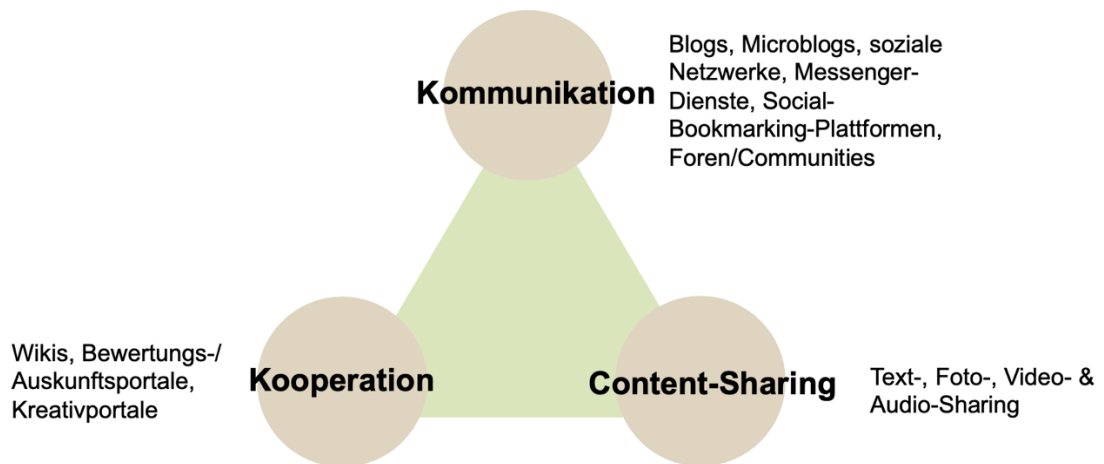 Kommunikation
Blogs, Microblogs, soziale
Netzwerke, Messenger-
Dienste, Social-
Bookmarking-Plattformen,
Foren/Communities
Wikis, Bewertungs-/
Auskunftsportale,
Kreativportale
Kooperation
Content-Sharing
Text-, Foto-, Video- &
Audio-Sharing